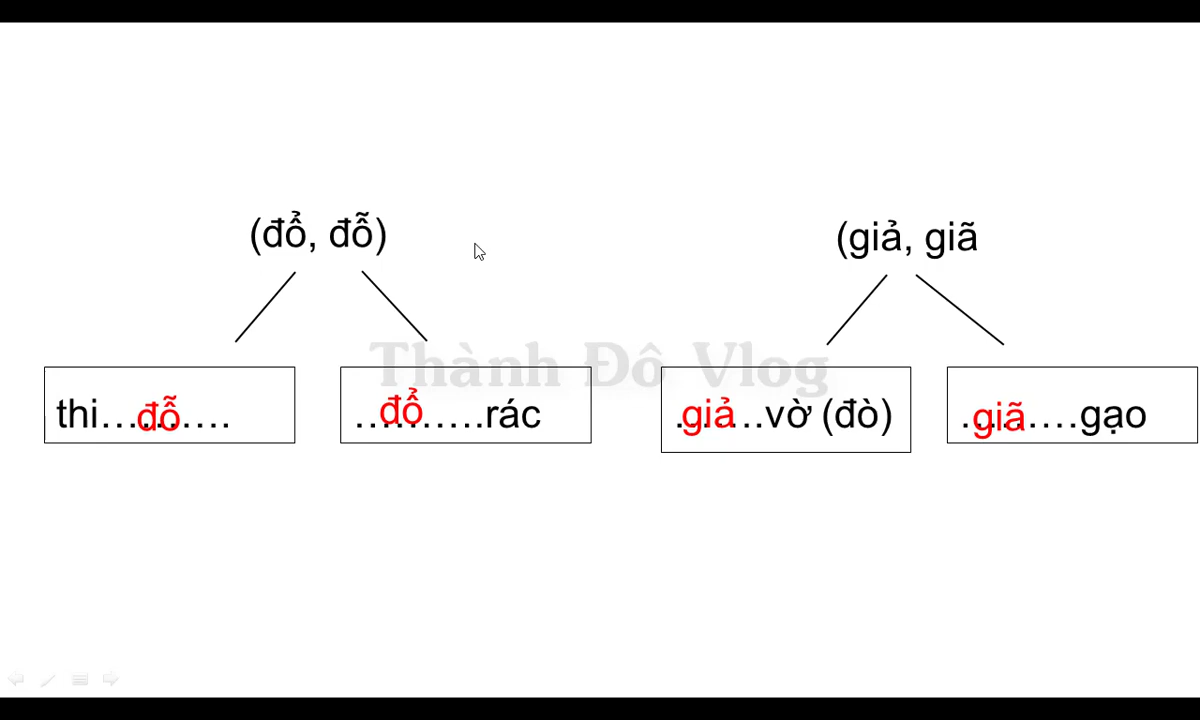 (đổ, đỗ)
(giả, giã
Thành Đô Vlog
thi…đỗ……
……đổ……rác
giả……vờ (đò)
…giã……gạo